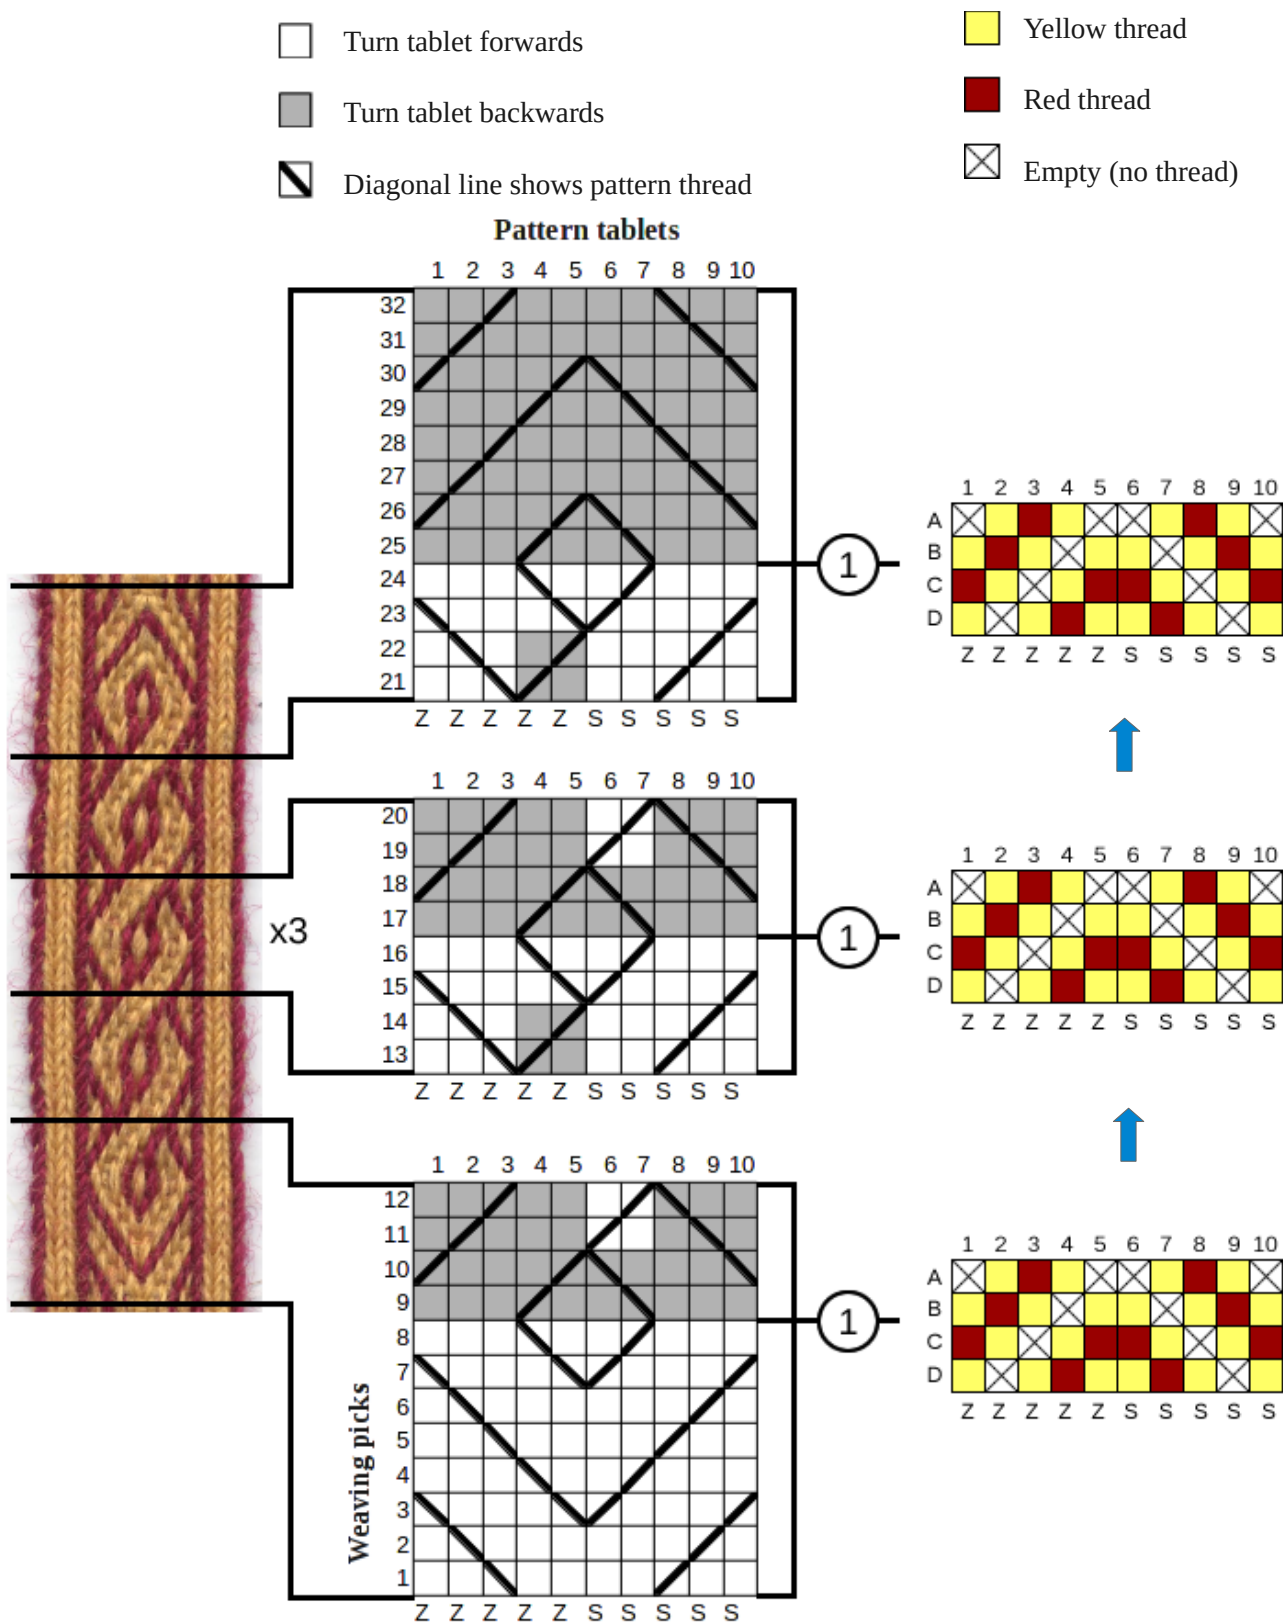 Turn tablet forwards
Turn tablet backwards
Diagonal line shows pattern thread
Yellow thread
Red thread
Empty (no thread)
Pattern tablets
1 2 3 4 5 6 7 8 9 10
32
31
30
29
28
27
26
25
24
23
22
21
Z Z Z Z Z S S S S S
1
1 2 3 4 5 6 7 8 9 10
A
B
C
D
Z Z Z Z Z S S S S S
x3
1 2 3 4 5 6 7 8 9 10
20
19
18
17
16
15
14
13
Z Z Z Z Z S S S S S
1
1 2 3 4 5 6 7 8 9 10
A
B
C
D
Z Z Z Z Z S S S S S
Weaving picks
1 2 3 4 5 6 7 8 9 10
12
11
10
9
8
7
6
5
4
3
2
1
Z Z Z Z Z S S S S S
1
1 2 3 4 5 6 7 8 9 10
A
B
C
D
Z Z Z Z Z S S S S S